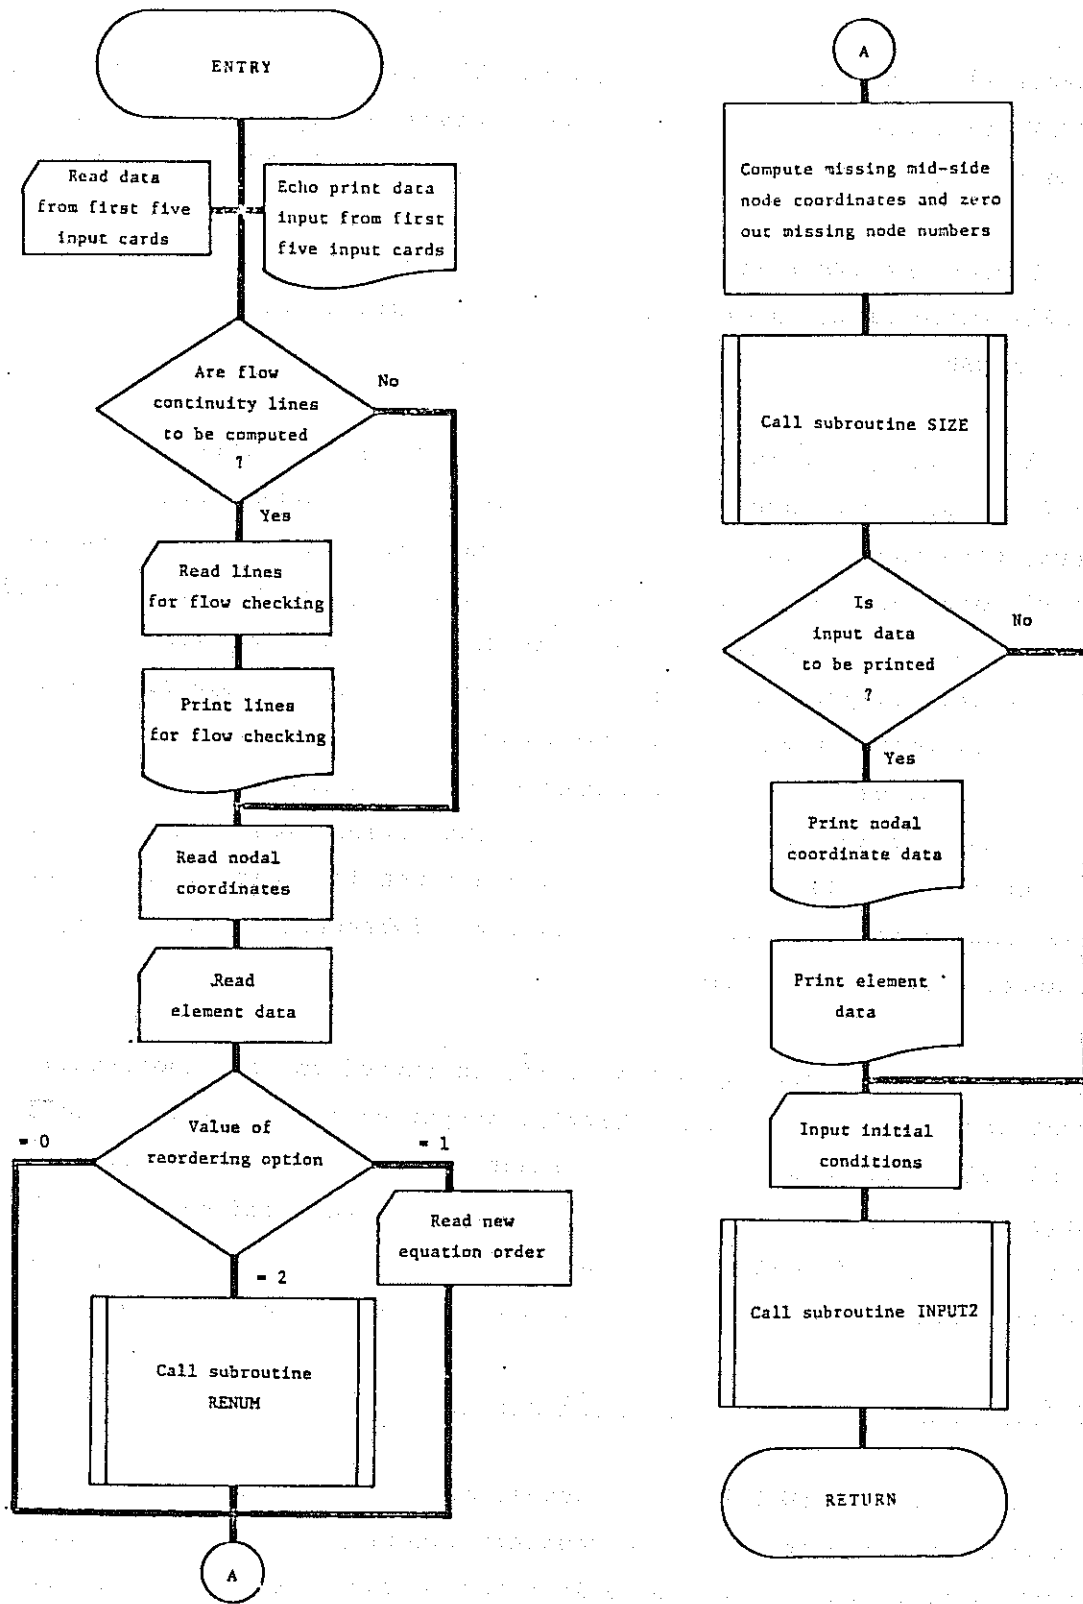 ENTRY
Read data
from first five
input cards
Echo print data
input from first
five input cards
Are flow
continuity lines
to be computed
?
No
Yes
Read lines
for flow checking
Print lines
for flow checking
Read nodal
coordinates
Read
element data
Value of
reordering option
= 0
= 1
= 2
Read new
equation order
Call subroutine
RENUM
A
A
Compute missing mid-side
node coordinates and zero
out missing node numbers
Call subroutine SIZE
Is
input data
to be printed
?
No
Yes
Print nodal
coordinate data
Print element
data
Input initial
conditions
Call subroutine INPUT2
RETURN